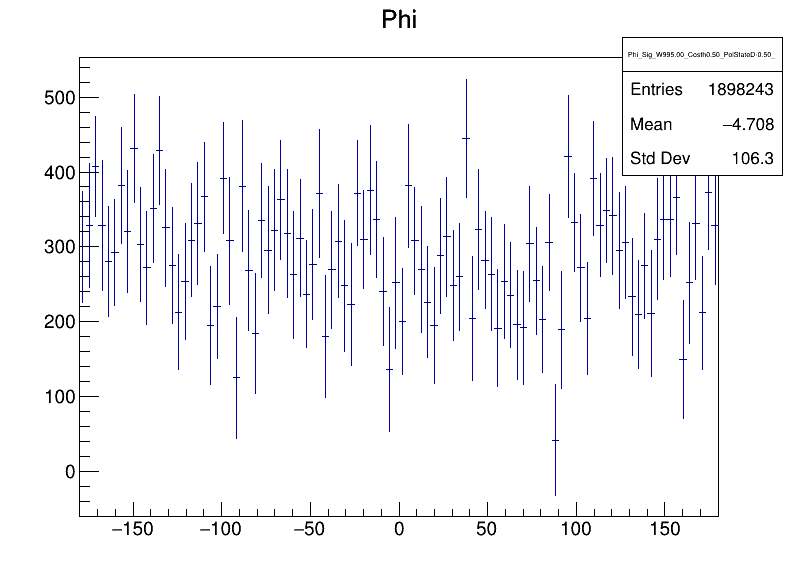 Phi
Phi_Sig_W995.00_Costh0.50_PolStateD-0.50_
Entries 1898243
Mean −4.708
Std Dev 106.3
500
400
300
200
100
0
−150 −100 −50 0 50 100 150